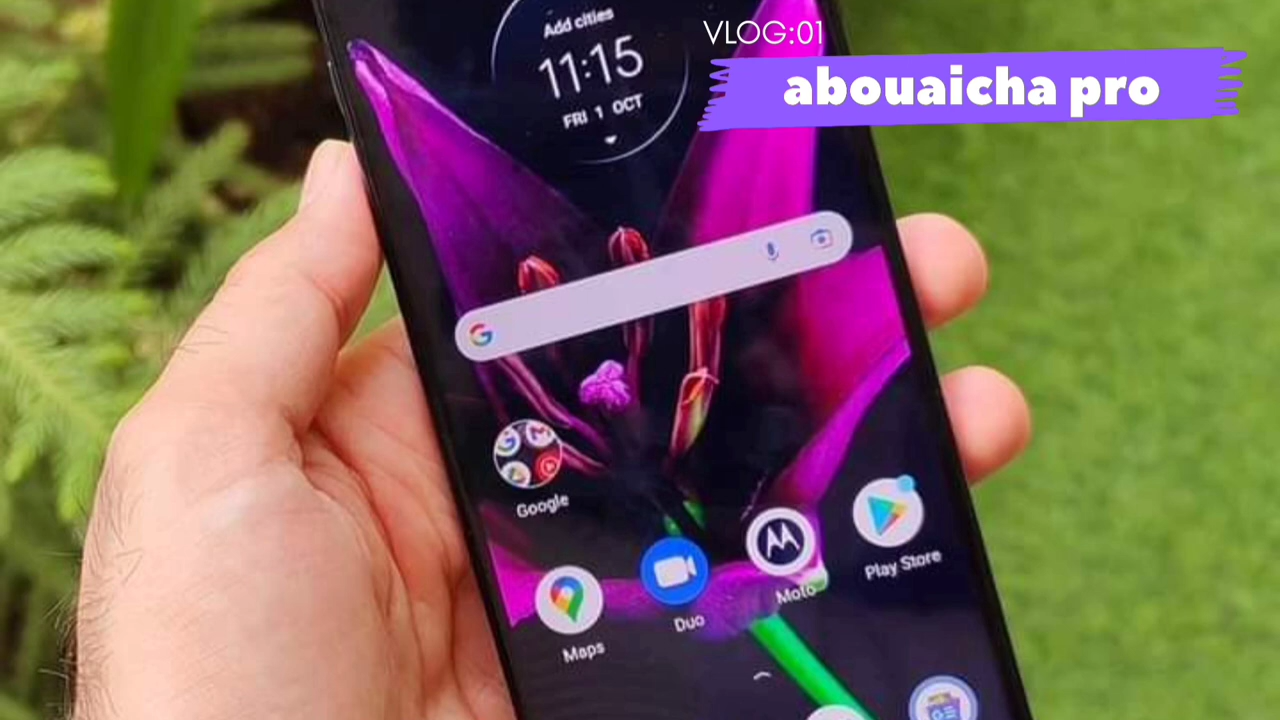 VLOG:01
abouaicha pro
Add cities
11:15
FRI 1 OCT
Google
Play Store
Moto
Duo
Maps